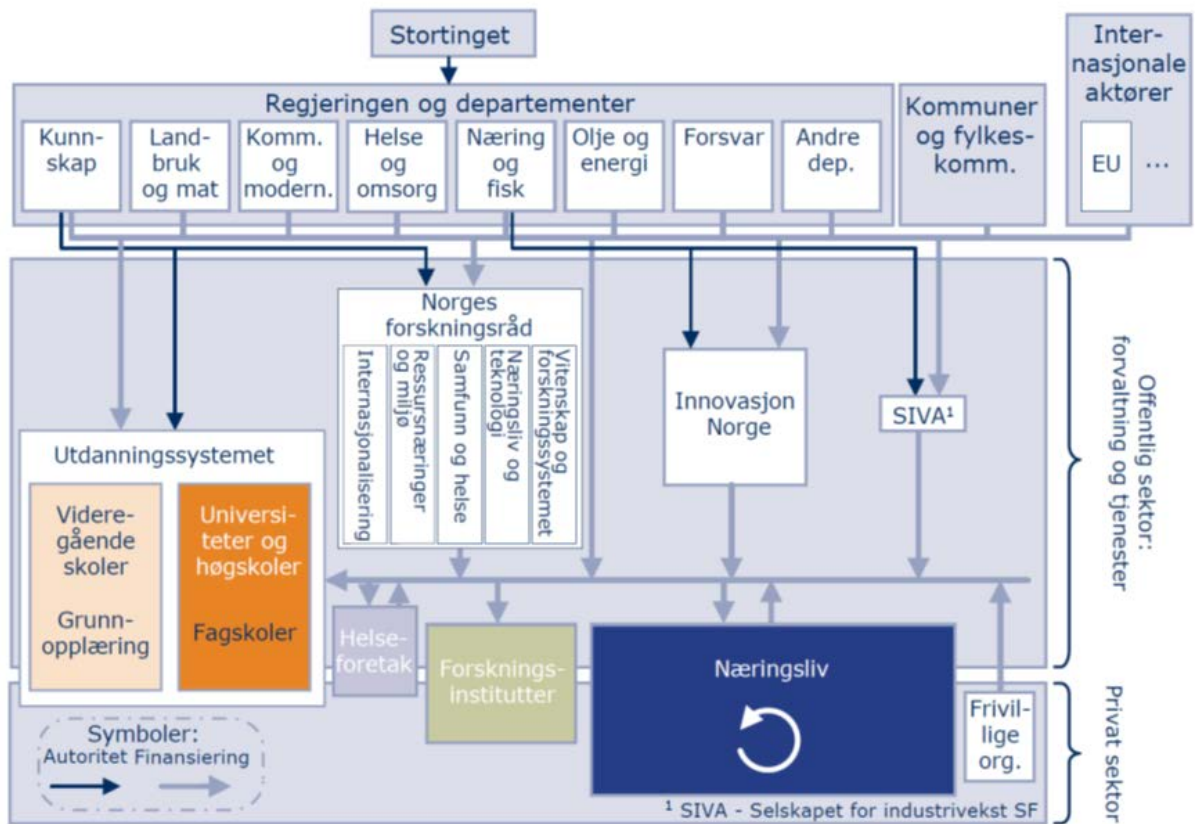 Stortinget
Inter-
nasjonale
aktører
EU
...
Regjeringen og departementer
Kunn-
skap
Land-
bruk
og mat
Komm.
og
modern.
Helse
og
omsorg
Næring
og
fisk
Olje og
energi
Forsvar
Andre
dep.
Kommuner
og fylkes-
komm.
Norges
forskningsråd
Internasjonalisering
Ressursnæringer
og miljø
Samfunn og helse
Næringsliv og
teknologi
Vitenskap og
forskningssystemet
Innovasjon
Norge
SIVA¹
Offentlig sektor:
forvaltning og tjenester
Utdanningssystemet
Videre-
gående
skoler
Grunn-
opplæring
Universi-
teter og
høgskoler
Fagskoler
Helse-
foretak
Forsknings-
institutter
Næringsliv
Frivil-
lige
org.
Privat sektor
Symboler:
Autoritet Finansiering
¹ SIVA - Selskapet for industrivekst SF